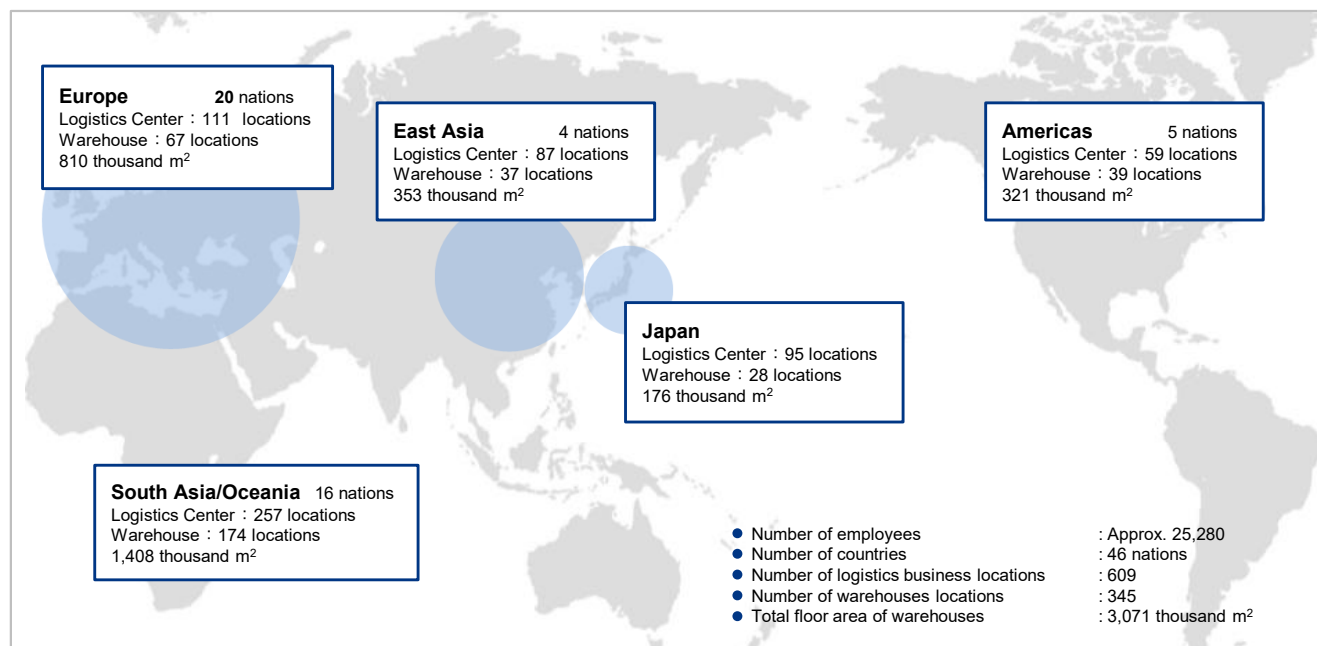 Europe 20 nations
Logistics Center：111 locations
Warehouse：67 locations
810 thousand m²
East Asia 4 nations
Logistics Center：87 locations
Warehouse：37 locations
353 thousand m²
Americas 5 nations
Logistics Center：59 locations
Warehouse：39 locations
321 thousand m²
Japan
Logistics Center：95 locations
Warehouse：28 locations
176 thousand m²
South Asia/Oceania 16 nations
Logistics Center：257 locations
Warehouse：174 locations
1,408 thousand m²
● Number of employees : Approx. 25,280
● Number of countries : 46 nations
● Number of logistics business locations : 609
● Number of warehouses locations : 345
● Total floor area of warehouses : 3,071 thousand m²